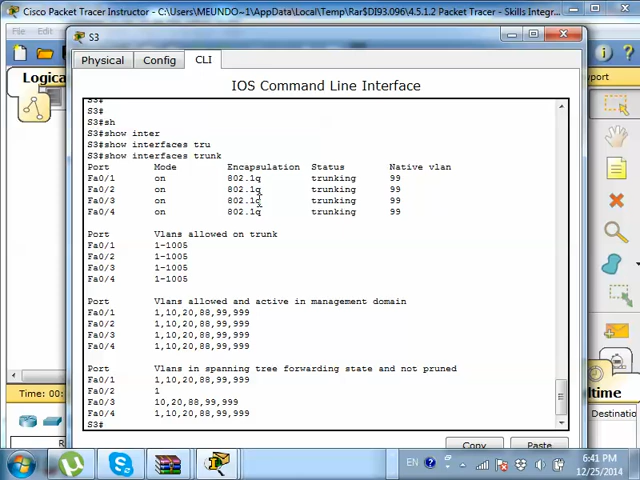 Cisco Packet Tracer Instructor - C:\Users\MEUNDO~1\AppData\Local\Temp\Rar$DI93.096\4.5.1.2 Packet Tracer - Skills Integr...
File
S3
Logical
Physical
Config
CLI
IOS Command Line Interface
S3#
S3#
S3#sh
S3#show inter
S3#show interfaces tru
S3#show interfaces trunk
Port Mode Encapsulation Status Native vlan
Fa0/1 on 802.1q trunking 99
Fa0/2 on 802.1q trunking 99
Fa0/3 on 802.1q trunking 99
Fa0/4 on 802.1q trunking 99
Port Vlans allowed on trunk
Fa0/1 1-1005
Fa0/2 1-1005
Fa0/3 1-1005
Fa0/4 1-1005
Port Vlans allowed and active in management domain
Fa0/1 1,10,20,88,99,999
Fa0/2 1,10,20,88,99,999
Fa0/3 1,10,20,88,99,999
Fa0/4 1,10,20,88,99,999
Port Vlans in spanning tree forwarding state and not pruned
Fa0/1 1,10,20,88,99,999
Fa0/2 1
Fa0/3 10,20,88,99,999
Fa0/4 1,10,20,88,99,999
S3#
Copy
Paste
Time: 00:
EN
6:41 PM
12/25/2014